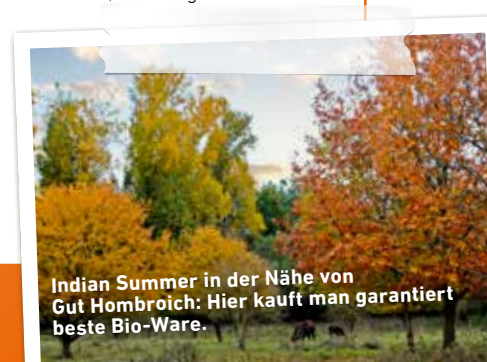 Indian Summer in der Nähe von
Gut Hombroich: Hier kauft man garantiert
beste Bio-Ware.